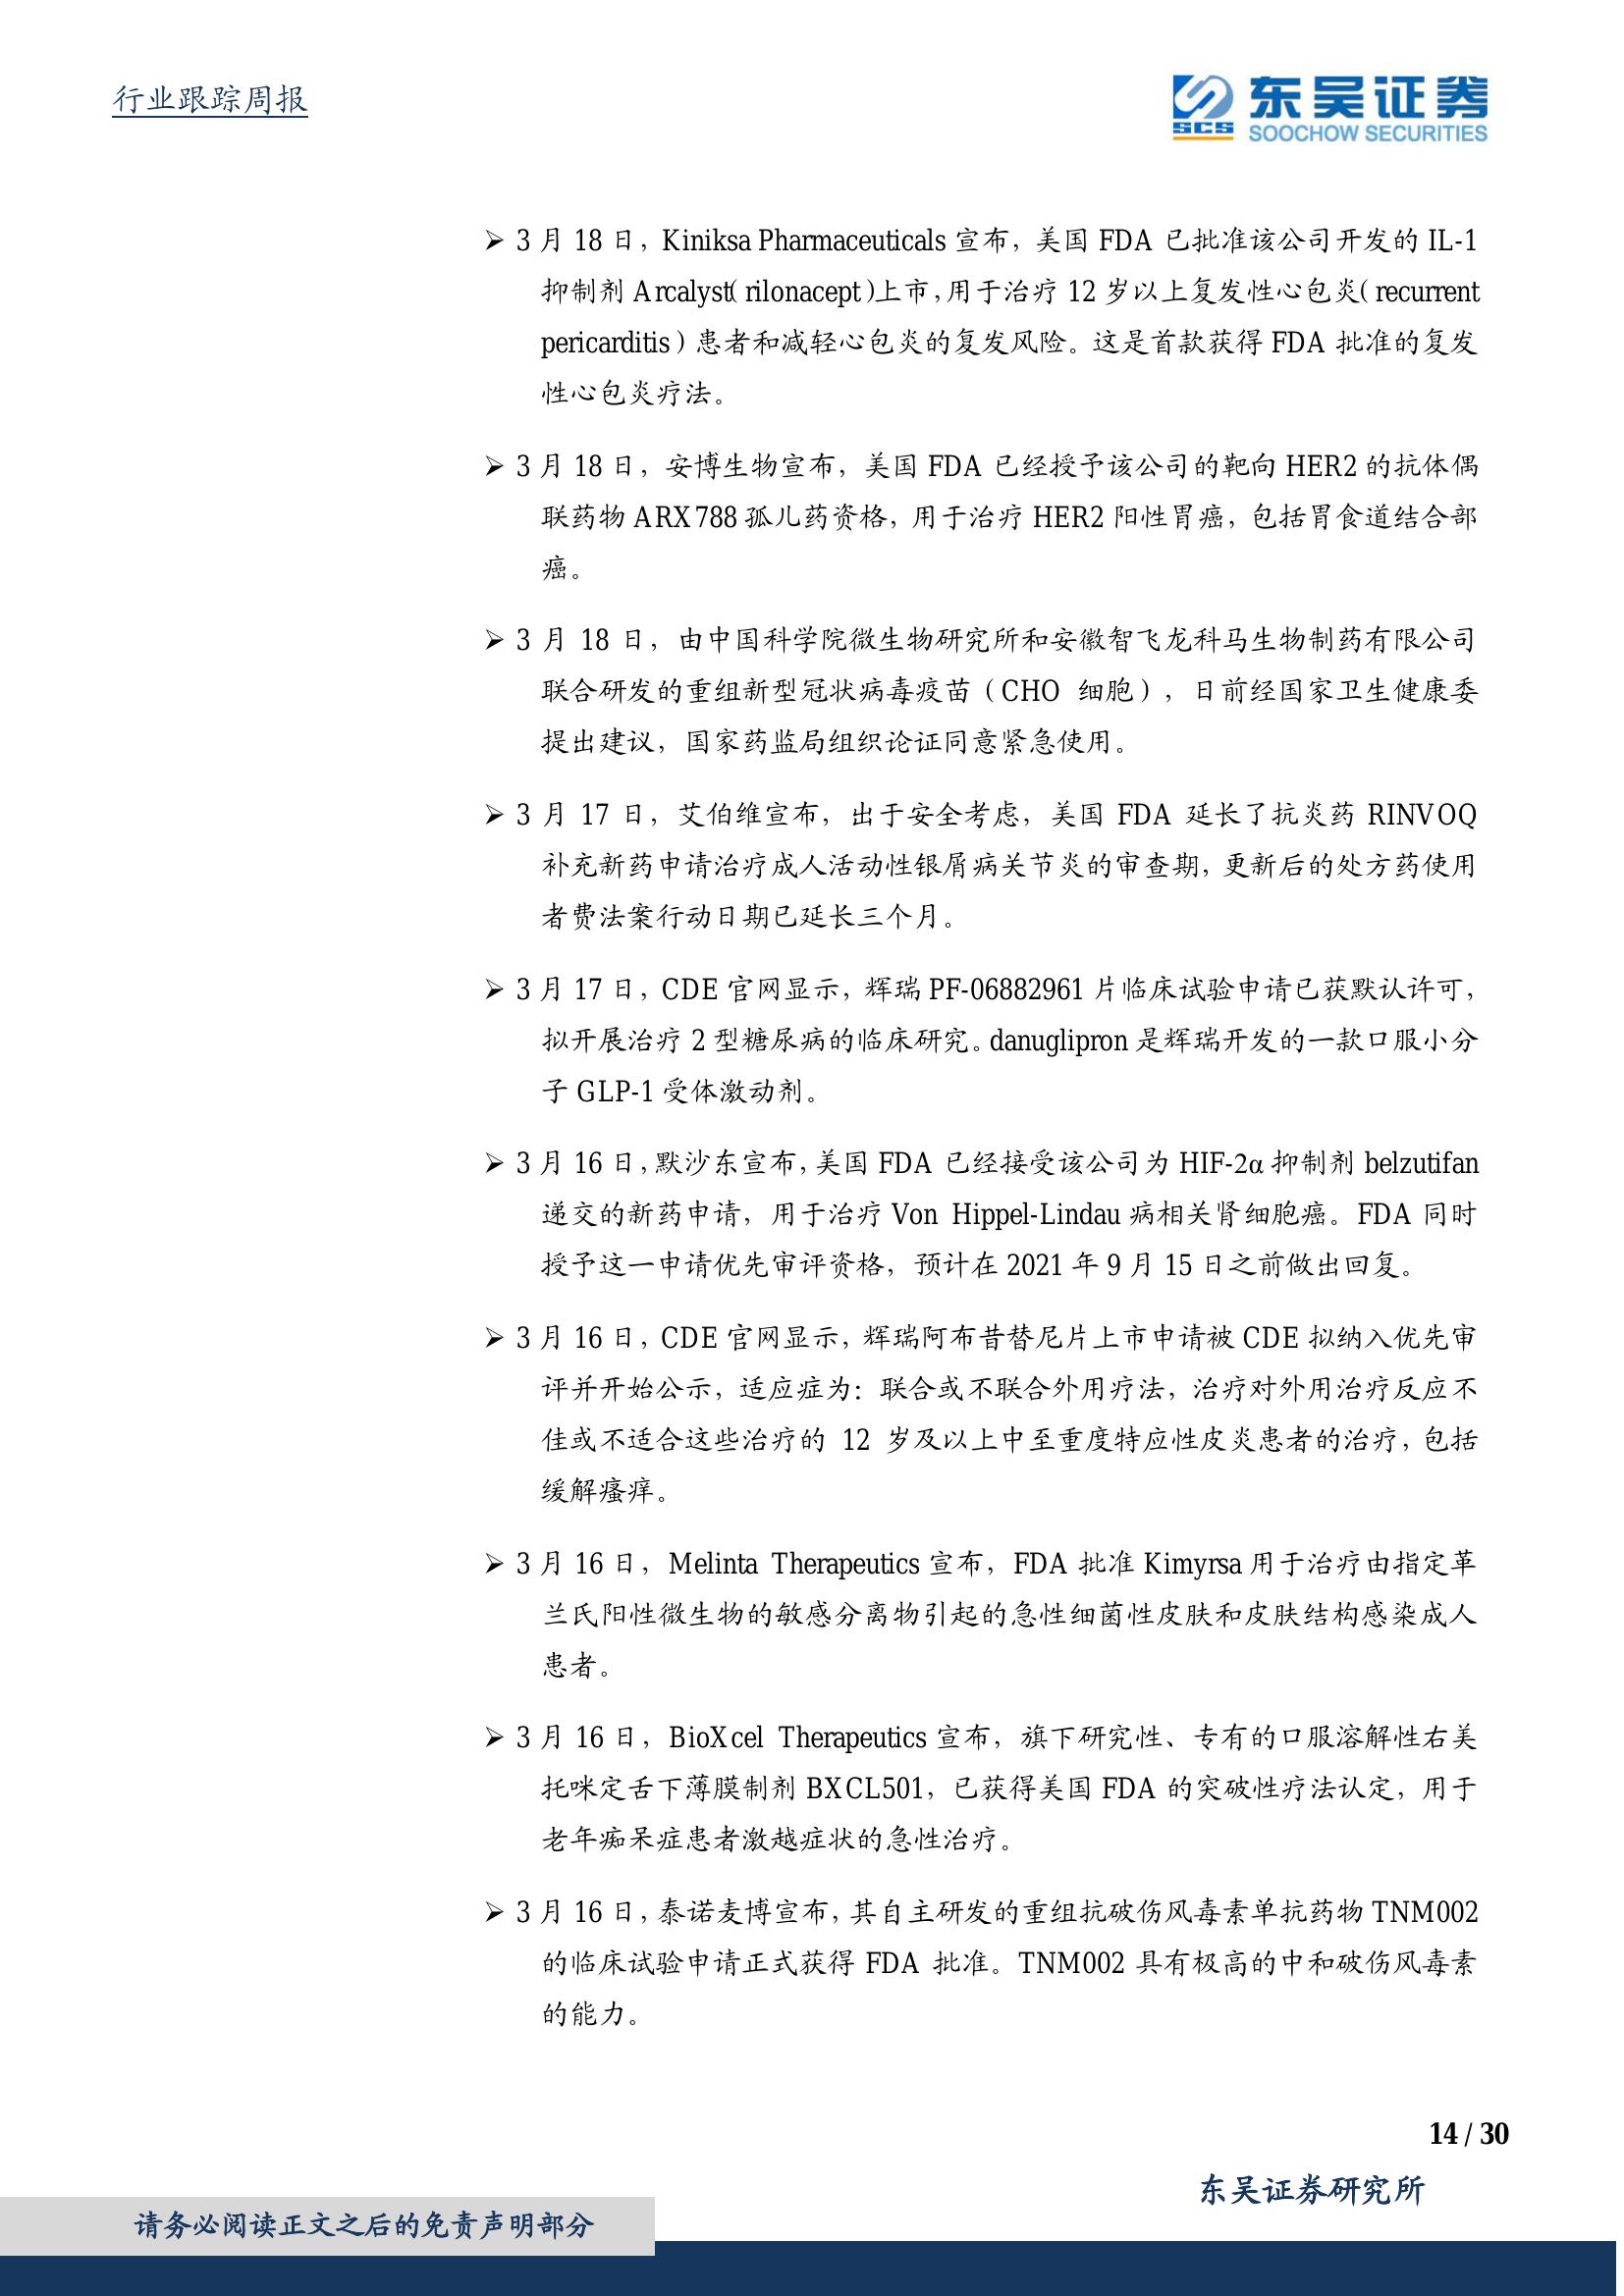 行业跟踪周报
SCS
东吴证券
SOOCHOW SECURITIES
➢ 3 月 18 日，Kiniksa Pharmaceuticals 宣布，美国 FDA 已批准该公司开发的 IL-1
抑制剂 Arcalyst（rilonacept）上市，用于治疗 12 岁以上复发性心包炎（recurrent
pericarditis）患者和减轻心包炎的复发风险。这是首款获得 FDA 批准的复发
性心包炎疗法。
➢ 3 月 18 日，安博生物宣布，美国 FDA 已经授予该公司的靶向 HER2 的抗体偶
联药物 ARX788 孤儿药资格，用于治疗 HER2 阳性胃癌，包括胃食道结合部
癌。
➢ 3 月 18 日，由中国科学院微生物研究所和安徽智飞龙科马生物制药有限公司
联合研发的重组新型冠状病毒疫苗（CHO 细胞），日前经国家卫生健康委
提出建议，国家药监局组织论证同意紧急使用。
➢ 3 月 17 日，艾伯维宣布，出于安全考虑，美国 FDA 延长了抗炎药 RINVOQ
补充新药申请治疗成人活动性银屑病关节炎的审查期，更新后的处方药使用
者费法案行动日期已延长三个月。
➢ 3 月 17 日，CDE 官网显示，辉瑞 PF-06882961 片临床试验申请已获默认许可，
拟开展治疗 2 型糖尿病的临床研究。danuglipron 是辉瑞开发的一款口服小分
子 GLP-1 受体激动剂。
➢ 3 月 16 日，默沙东宣布，美国 FDA 已经接受该公司为 HIF-2α 抑制剂 belzutifan
递交的新药申请，用于治疗 Von Hippel-Lindau 病相关肾细胞癌。FDA 同时
授予这一申请优先审评资格，预计在 2021 年 9 月 15 日之前做出回复。
➢ 3 月 16 日，CDE 官网显示，辉瑞阿布昔替尼片上市申请被 CDE 拟纳入优先审
评并开始公示，适应症为：联合或不联合外用疗法，治疗对外用治疗反应不
佳或不适合这些治疗的 12 岁及以上中至重度特应性皮炎患者的治疗，包括
缓解瘙痒。
➢ 3 月 16 日，Melinta Therapeutics 宣布，FDA 批准 Kimyrsa 用于治疗由指定革
兰氏阳性微生物的敏感分离物引起的急性细菌性皮肤和皮肤结构感染成人
患者。
➢ 3 月 16 日，BioXcel Therapeutics 宣布，旗下研究性、专有的口服溶解性右美
托咪定舌下薄膜制剂 BXCL501，已获得美国 FDA 的突破性疗法认定，用于
老年痴呆症患者激越症状的急性治疗。
➢ 3 月 16 日，泰诺麦博宣布，其自主研发的重组抗破伤风毒素单抗药物 TNM002
的临床试验申请正式获得 FDA 批准。TNM002 具有极高的中和破伤风毒素
的能力。
14 / 30
东吴证券研究所
请务必阅读正文之后的免责声明部分